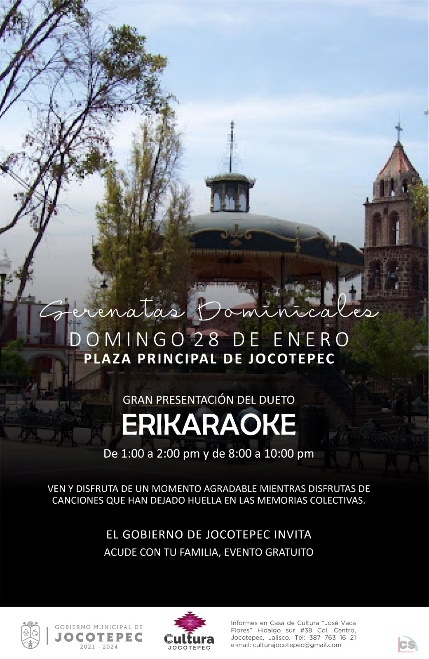 Serenatas Dominicales
DOMINGO 28 DE ENERO
PLAZA PRINCIPAL DE JOCOTEPEC
GRAN PRESENTACIÓN DEL DUETO
ERIKARAOKE
De 1:00 a 2:00 pm y de 8:00 a 10:00 pm
VEN Y DISFRUTA DE UN MOMENTO AGRADABLE MIENTRAS DISFRUTAS DE
CANCIONES QUE HAN DEJADO HUELLA EN LAS MEMORIAS COLECTIVAS.
EL GOBIERNO DE JOCOTEPEC INVITA
ACUDE CON TU FAMILIA, EVENTO GRATUITO
GOBIERNO MUNICIPAL DE
JOCOTEPEC
2021 - 2024
Cultura
JOCOTEPEC
Informes en Casa de Cultura "José Vaca
Flores" Hidalgo sur #38 Col. Centro,
Jocotepec, Jalisco. Tel: 387 763 16 21
e-mail: culturajocotepec@gmail.com
cs